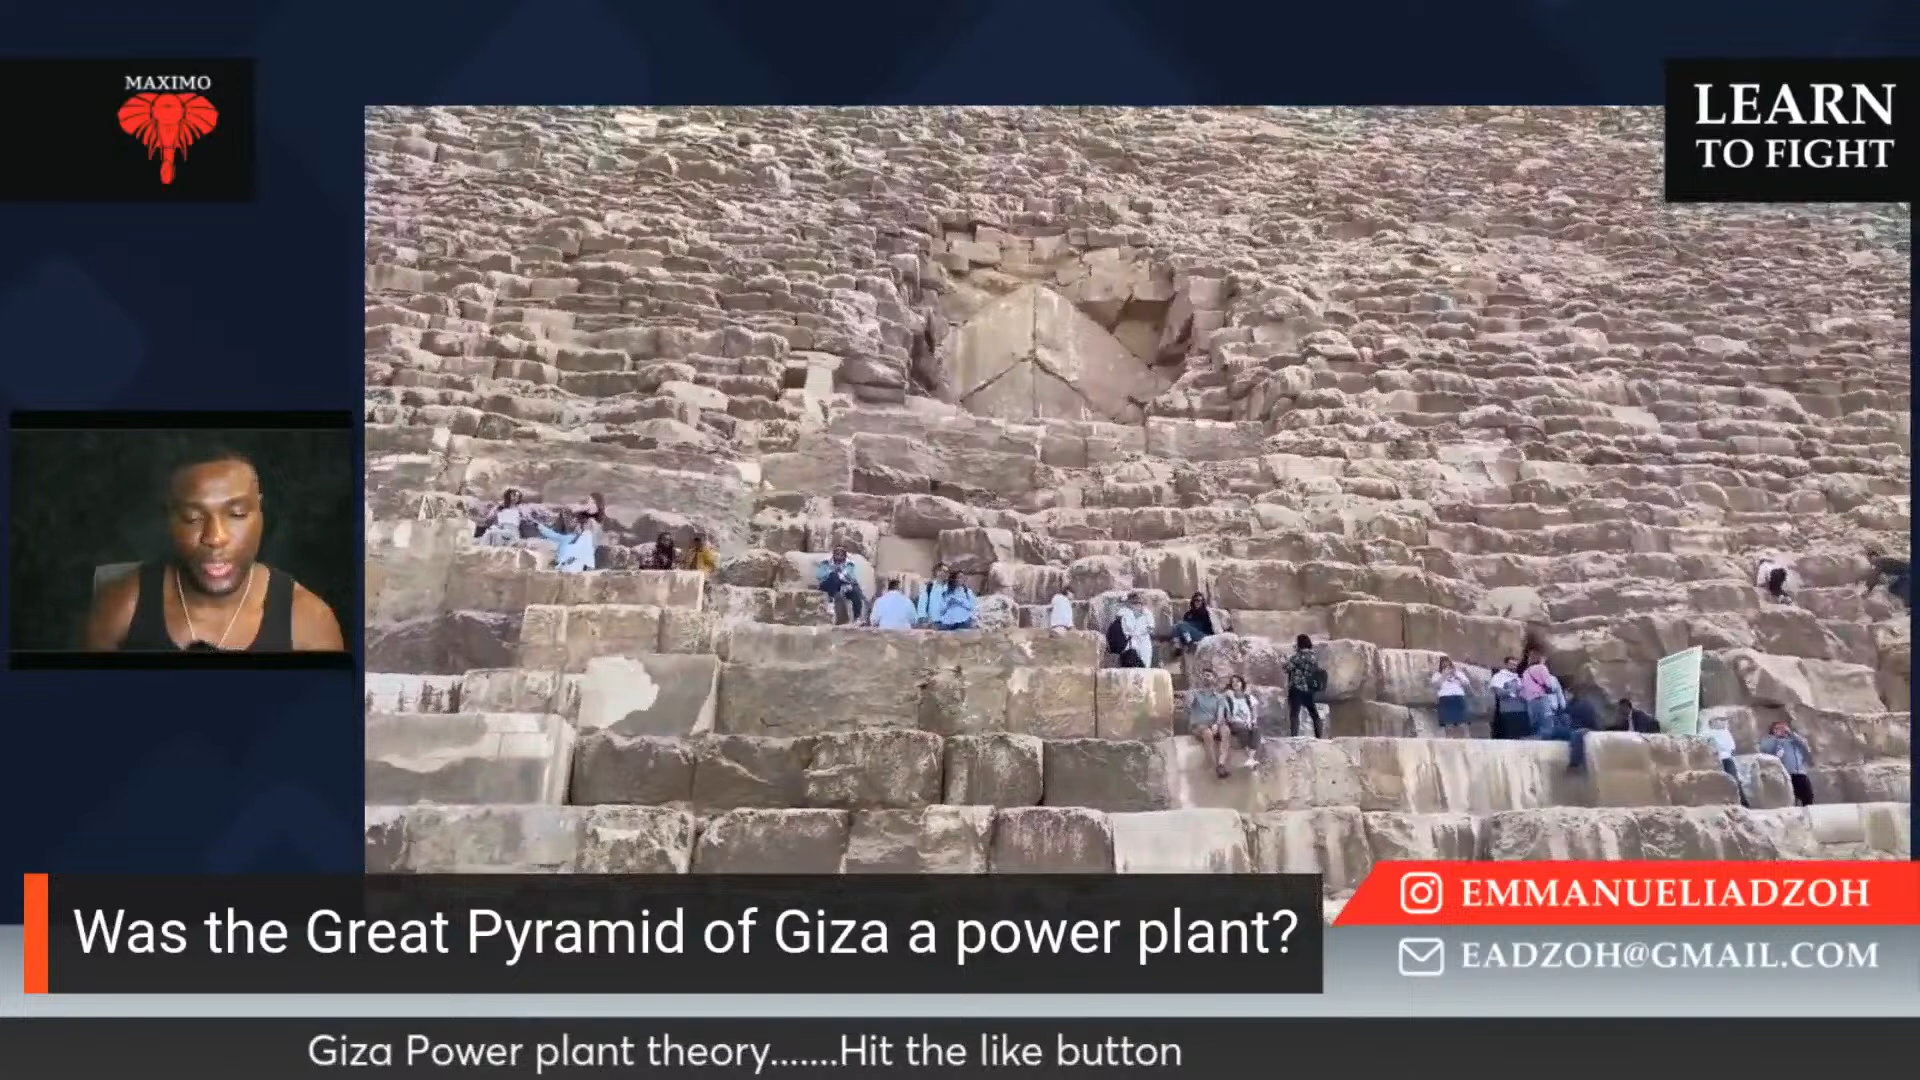 MAXIMO
LEARN
TO FIGHT
Was the Great Pyramid of Giza a power plant?
EMMANUELIADZOH
EADZOH@GMAIL.COM
Giza Power plant theory.......Hit the like button